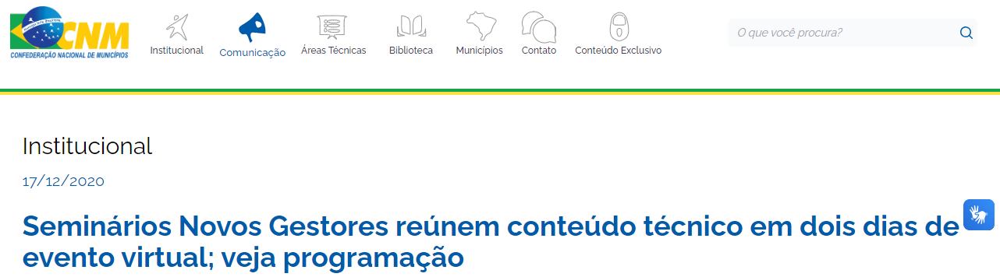 CNM
CONFEDERAÇÃO NACIONAL DE MUNICÍPIOS
Institucional
Comunicação
Áreas Técnicas
Biblioteca
Municípios
Contato
Conteúdo Exclusivo
O que você procura?
Institucional
17/12/2020
Seminários Novos Gestores reúnem conteúdo técnico em dois dias de
evento virtual; veja programação